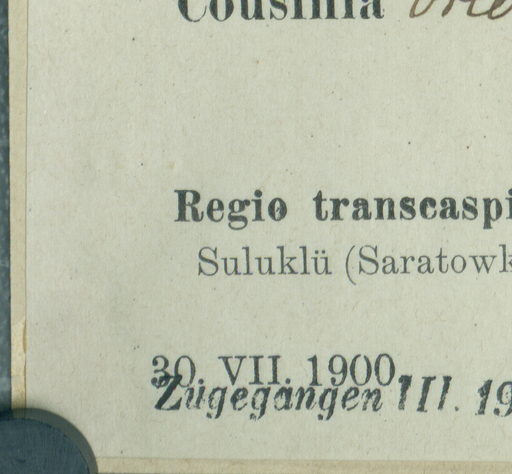 Cousinia
Regio transcaspi
Suluklü (Saratowk
30. VII. 1900.
Zugegangen III. 19